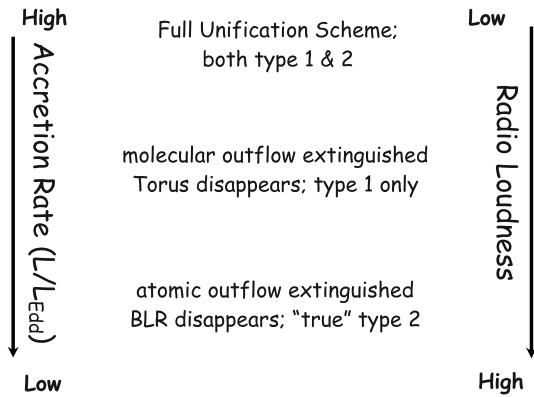 High
Low
Full Unification Scheme;
both type 1 & 2
Accretion Rate (L/LEdd)
Radio Loudness
molecular outflow extinguished
Torus disappears; type 1 only
atomic outflow extinguished
BLR disappears; “true” type 2
Low
High